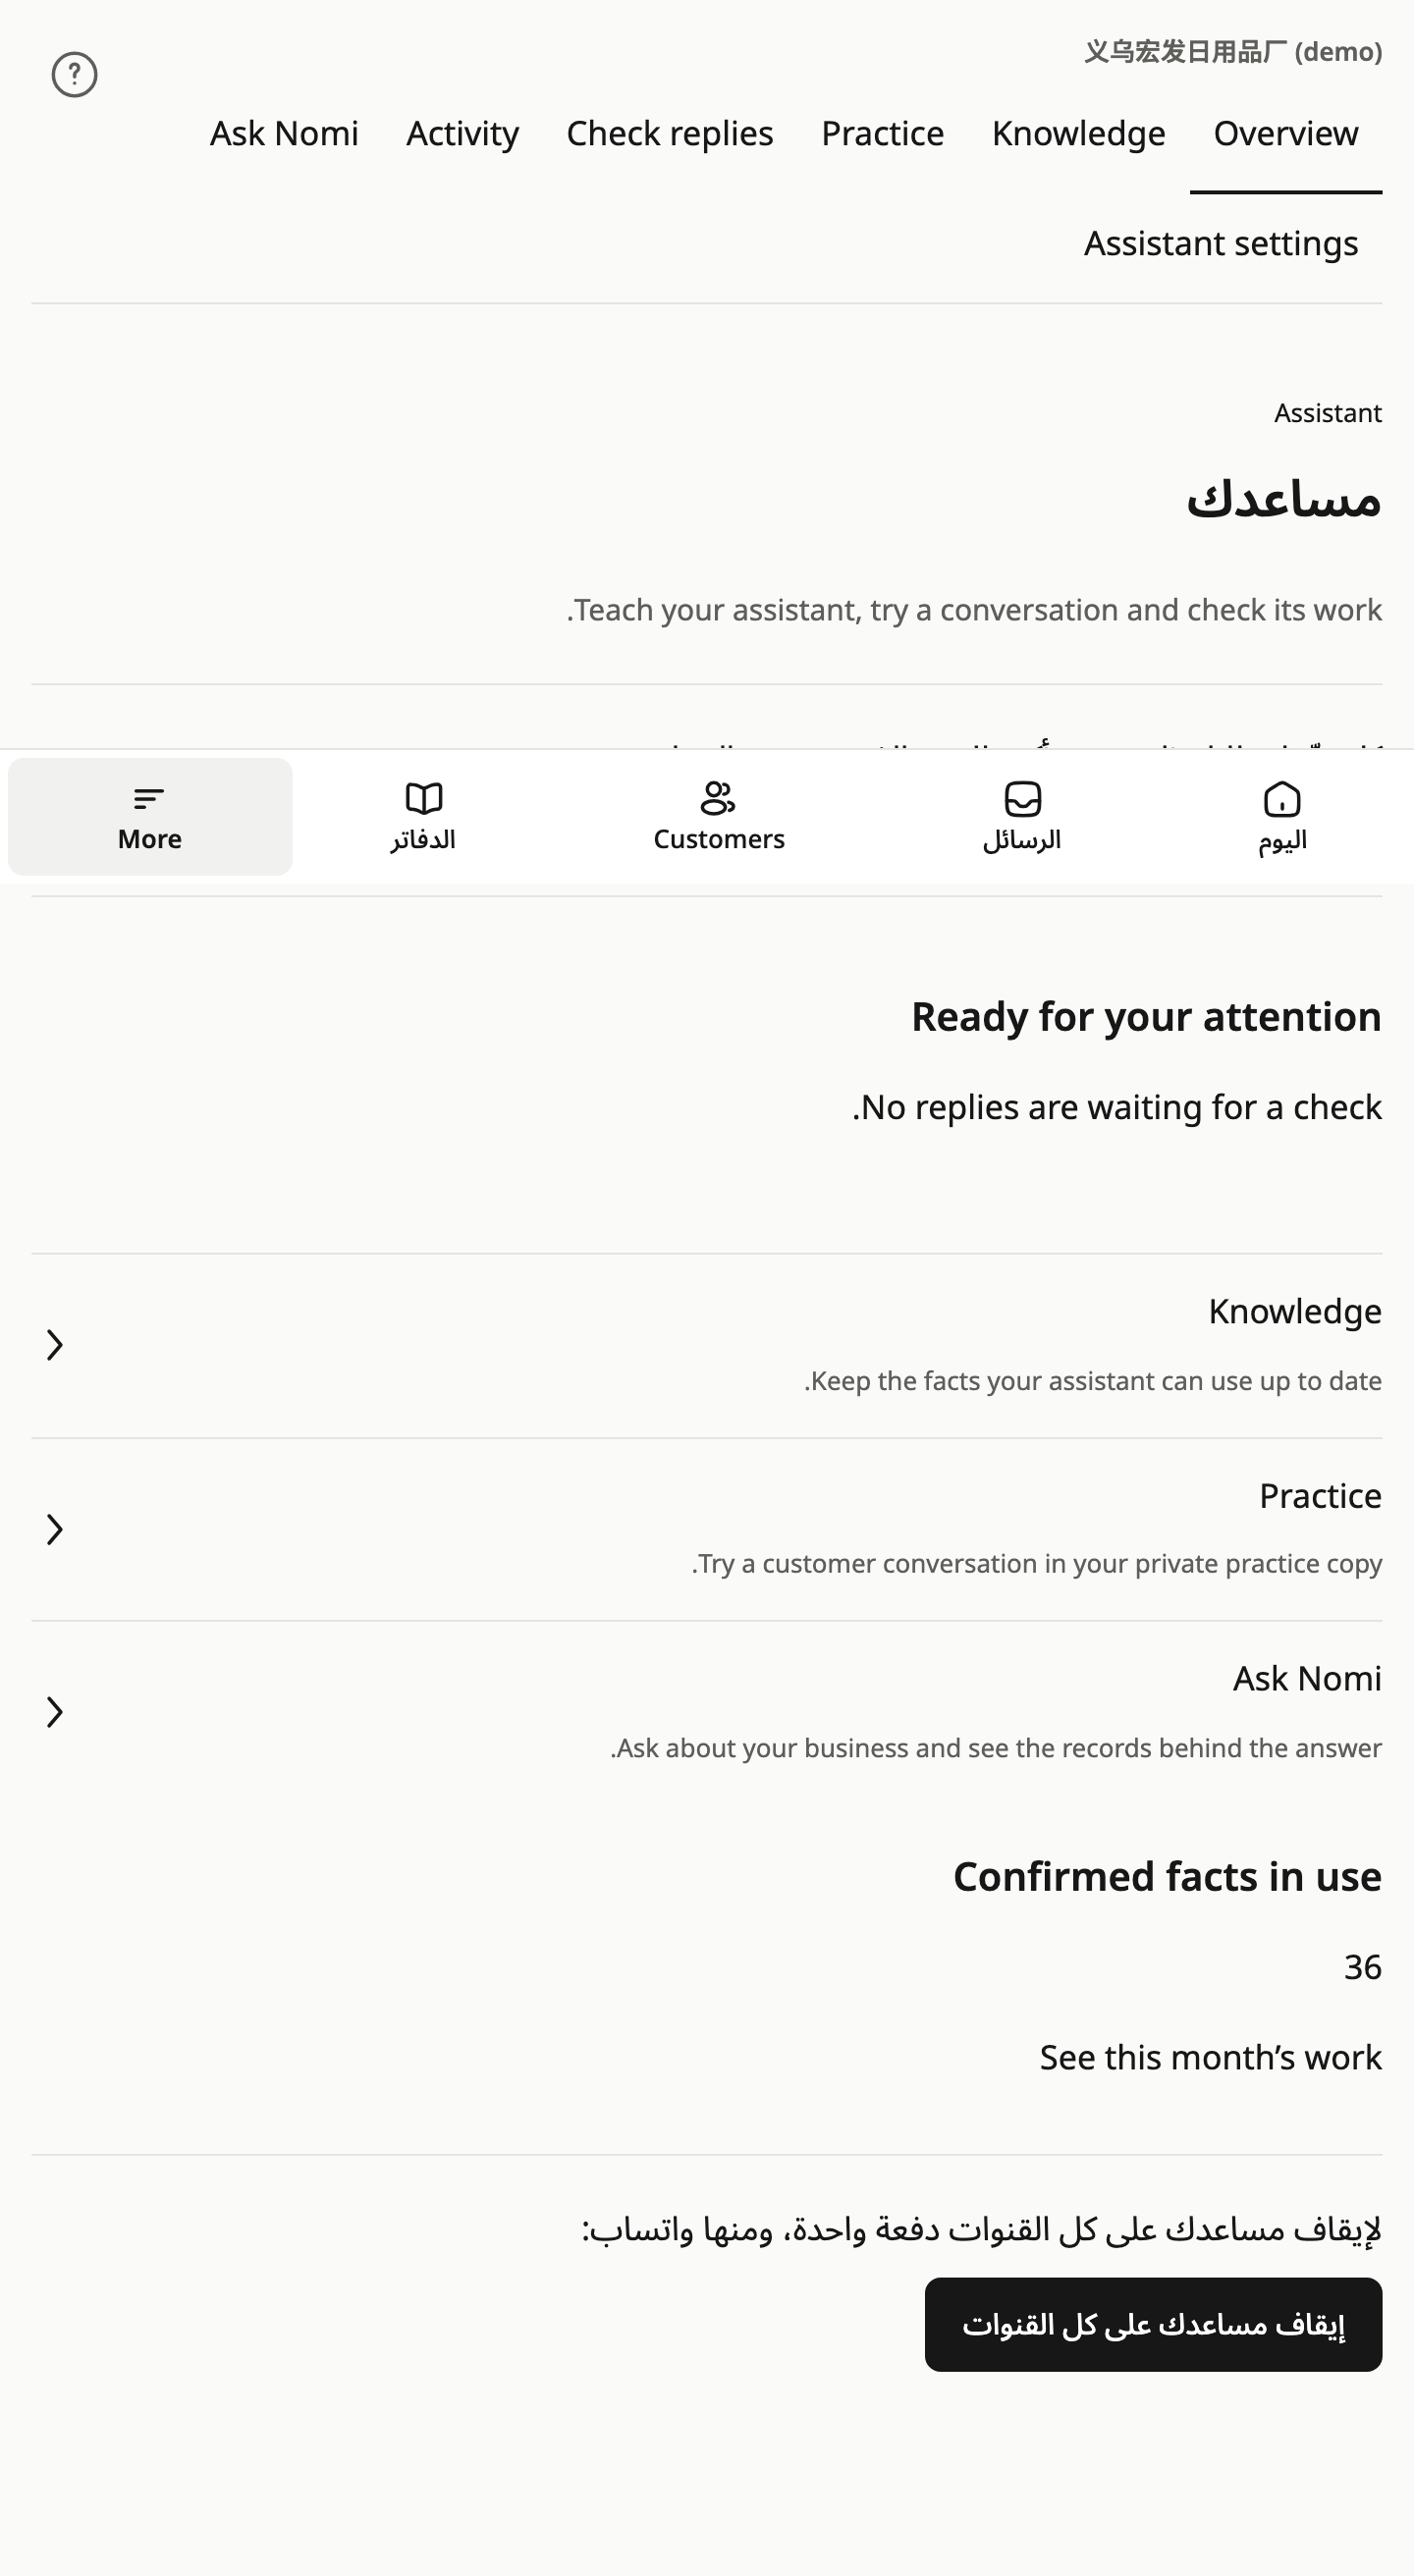 义乌宏发日用品厂 (demo)
Overview Knowledge Practice Check replies Activity Ask Nomi
Assistant settings
Assistant
مساعدك
Teach your assistant, try a conversation and check its work.
اليوم الرسائل Customers الدفاتر More
Ready for your attention
No replies are waiting for a check.
Knowledge
Keep the facts your assistant can use up to date.
Practice
Try a customer conversation in your private practice copy.
Ask Nomi
Ask about your business and see the records behind the answer.
Confirmed facts in use
36
See this month’s work
لإيقاف مساعدك على كل القنوات دفعة واحدة، ومنها واتساب:
إيقاف مساعدك على كل القنوات